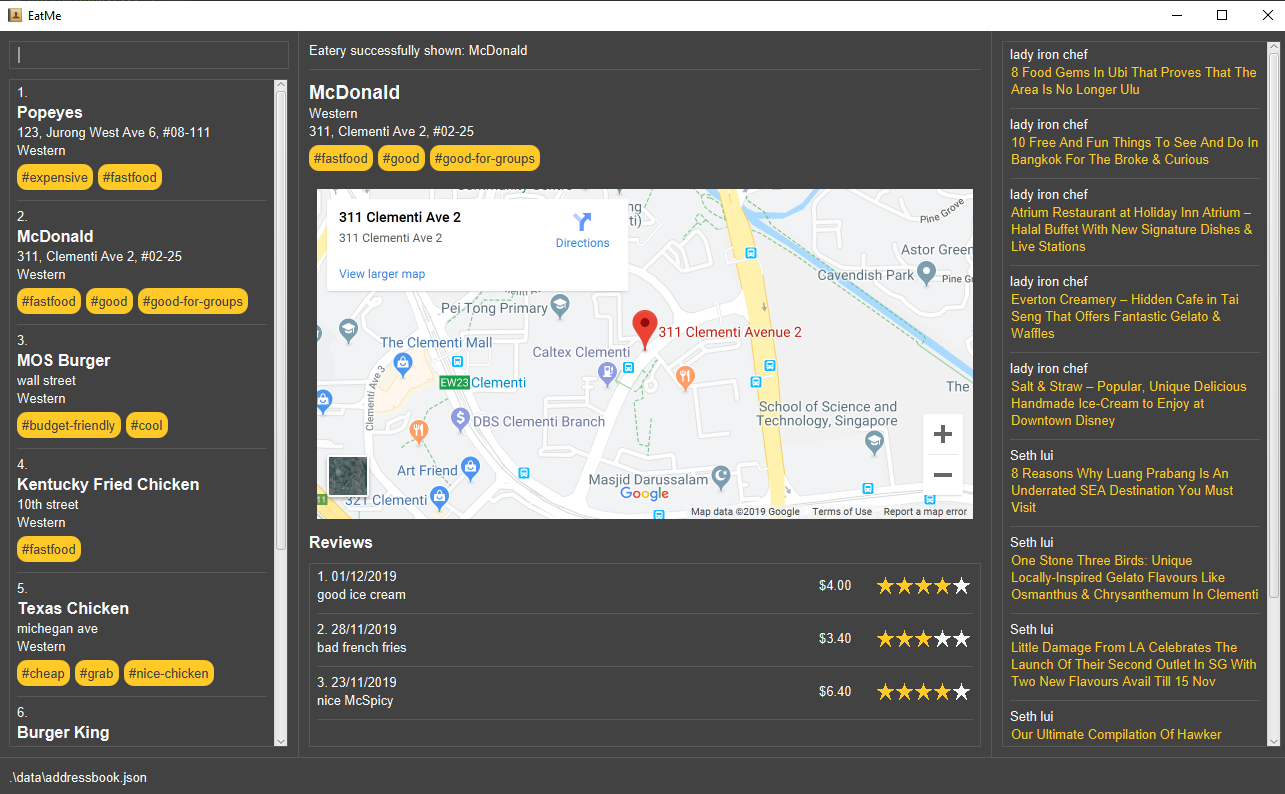 EatMe
1.
Popeyes
123, Jurong West Ave 6, #08-111
Western
#expensive #fastfood
2.
McDonald
311, Clementi Ave 2, #02-25
Western
#fastfood #good #good-for-groups
3.
MOS Burger
wall street
Western
#budget-friendly #cool
4.
Kentucky Fried Chicken
10th street
Western
#fastfood
5.
Texas Chicken
michegan ave
Western
#cheap #grab #nice-chicken
6.
Burger King
Eatery successfully shown: McDonald
McDonald
Western
311, Clementi Ave 2, #02-25
#fastfood #good #good-for-groups
311 Clementi Ave 2
311 Clementi Ave 2
Directions
View larger map
Pine Grove
Astor Green
Cavendish Park
Pine G
Pei Tong Primary
311 Clementi Avenue 2
The Clementi Mall
Caltex Clementi
EW23 Clementi
Clementi Ave 3
The
DBS Clementi Branch
School of Science and
Technology, Singapore
Art Friend
Masjid Darussalam
Google
321 Clementi
11
Map data ©2019 Google Terms of Use Report a map error
Reviews
1. 01/12/2019
good ice cream
$4.00
2. 28/11/2019
bad french fries
$3.40
3. 23/11/2019
nice McSpicy
$6.40
lady iron chef
8 Food Gems In Ubi That Proves That The
Area Is No Longer Ulu
lady iron chef
10 Free And Fun Things To See And Do In
Bangkok For The Broke & Curious
lady iron chef
Atrium Restaurant at Holiday Inn Atrium –
Halal Buffet With New Signature Dishes &
Live Stations
lady iron chef
Everton Creamery – Hidden Cafe in Tai
Seng That Offers Fantastic Gelato &
Waffles
lady iron chef
Salt & Straw – Popular, Unique Delicious
Handmade Ice-Cream to Enjoy at
Downtown Disney
Seth lui
8 Reasons Why Luang Prabang Is An
Underrated SEA Destination You Must
Visit
Seth lui
One Stone Three Birds: Unique
Locally-Inspired Gelato Flavours Like
Osmanthus & Chrysanthemum In Clementi
Seth lui
Little Damage From LA Celebrates The
Launch Of Their Second Outlet In SG With
Two New Flavours Avail Till 15 Nov
Seth lui
Our Ultimate Compilation Of Hawker
.\data\addressbook.json